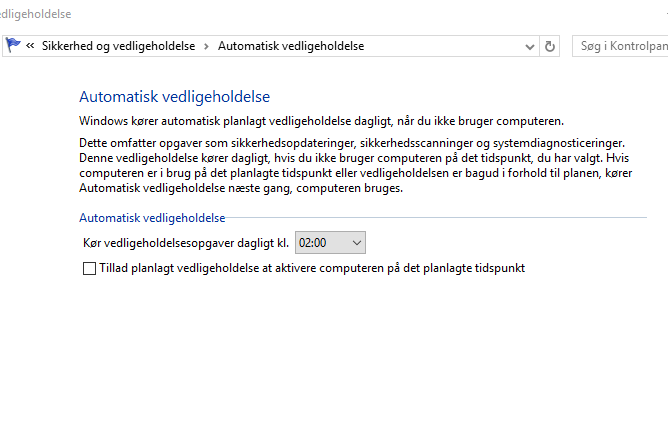 dligeholdelse
« Sikkerhed og vedligeholdelse > Automatisk vedligeholdelse
Søg i Kontrolpan
Automatisk vedligeholdelse
Windows kører automatisk planlagt vedligeholdelse dagligt, når du ikke bruger computeren.
Dette omfatter opgaver som sikkerhedsopdateringer, sikkerhedsscanninger og systemdiagnosticeringer.
Denne vedligeholdelse kører dagligt, hvis du ikke bruger computeren på det tidspunkt, du har valgt. Hvis
computeren er i brug på det planlagte tidspunkt eller vedligeholdelsen er bagud i forhold til planen, kører
Automatisk vedligeholdelse næste gang, computeren bruges.
Automatisk vedligeholdelse
Kør vedligeholdelsesopgaver dagligt kl. 02:00
Tillad planlagt vedligeholdelse at aktivere computeren på det planlagte tidspunkt